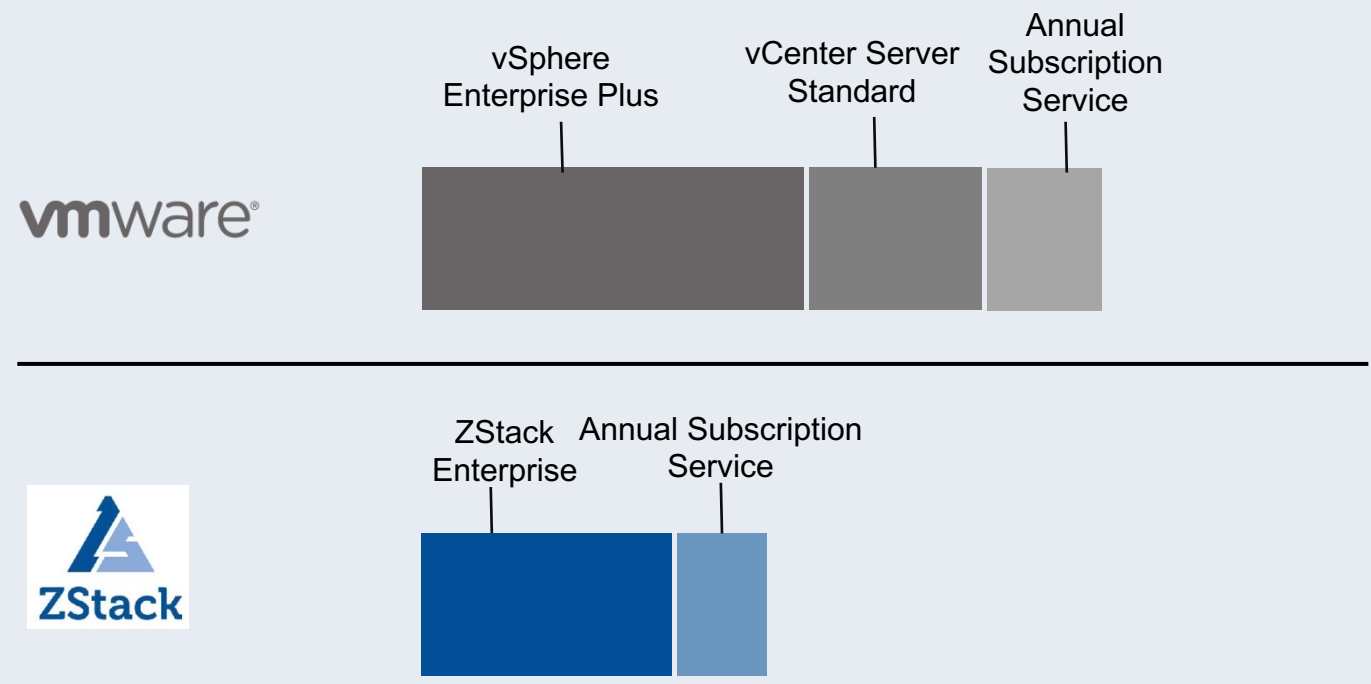 vSphere
Enterprise Plus
vCenter Server
Standard
Annual
Subscription
Service
vmware®
ZStack
Enterprise
Annual Subscription
Service
ZStack